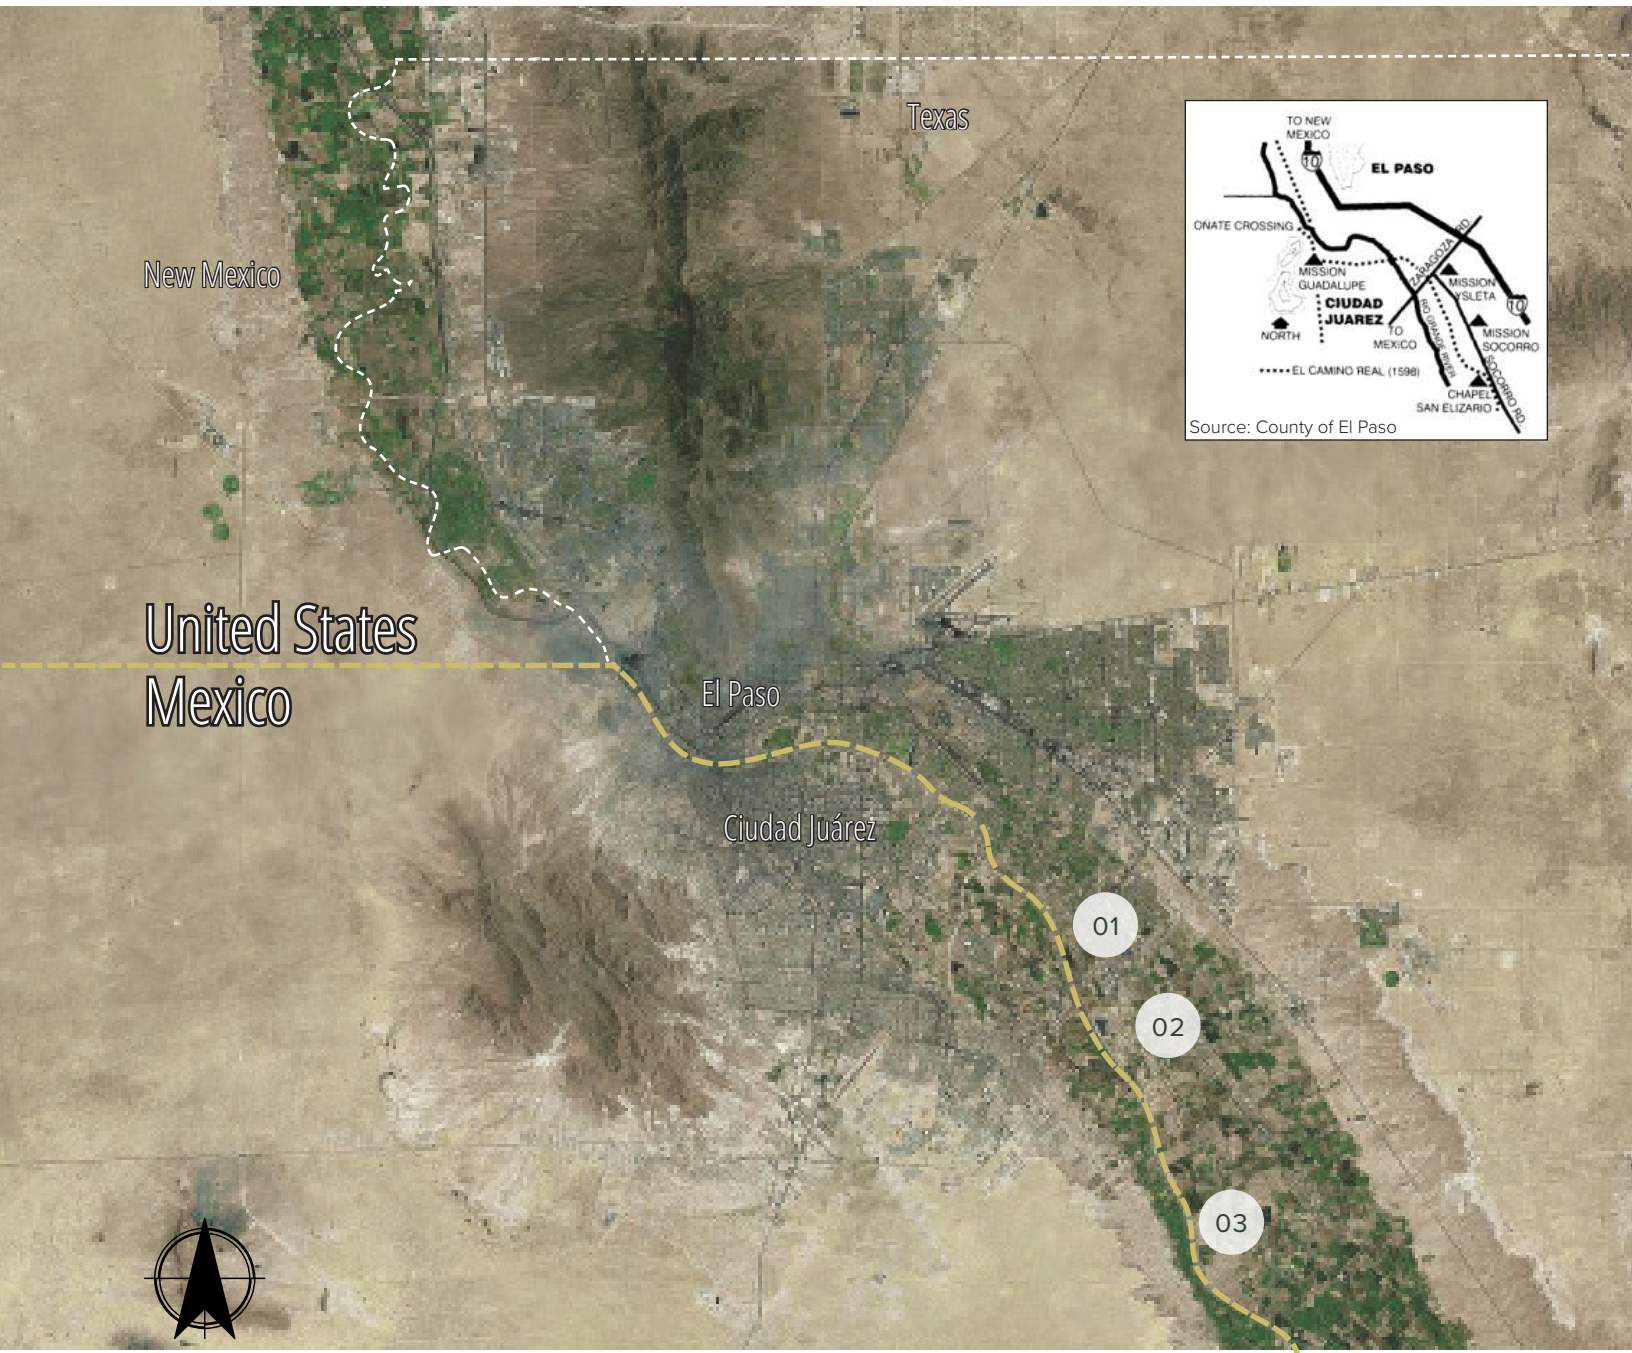 Texas
New Mexico
United States
Mexico
El Paso
Ciudad Juárez
01
02
03
TO NEW
MEXICO
10
EL PASO
OÑATE CROSSING
ZARAGOZA RD.
MISSION
GUADALUPE
MISSION
YSLETA
CIUDAD
JUAREZ
10
NORTH
TO
MEXICO
RIO GRANDE RIVER
MISSION
SOCORRO
EL CAMINO REAL (1598)
SOCORRO RD.
CHAPEL
SAN ELIZARIO
Source: County of El Paso